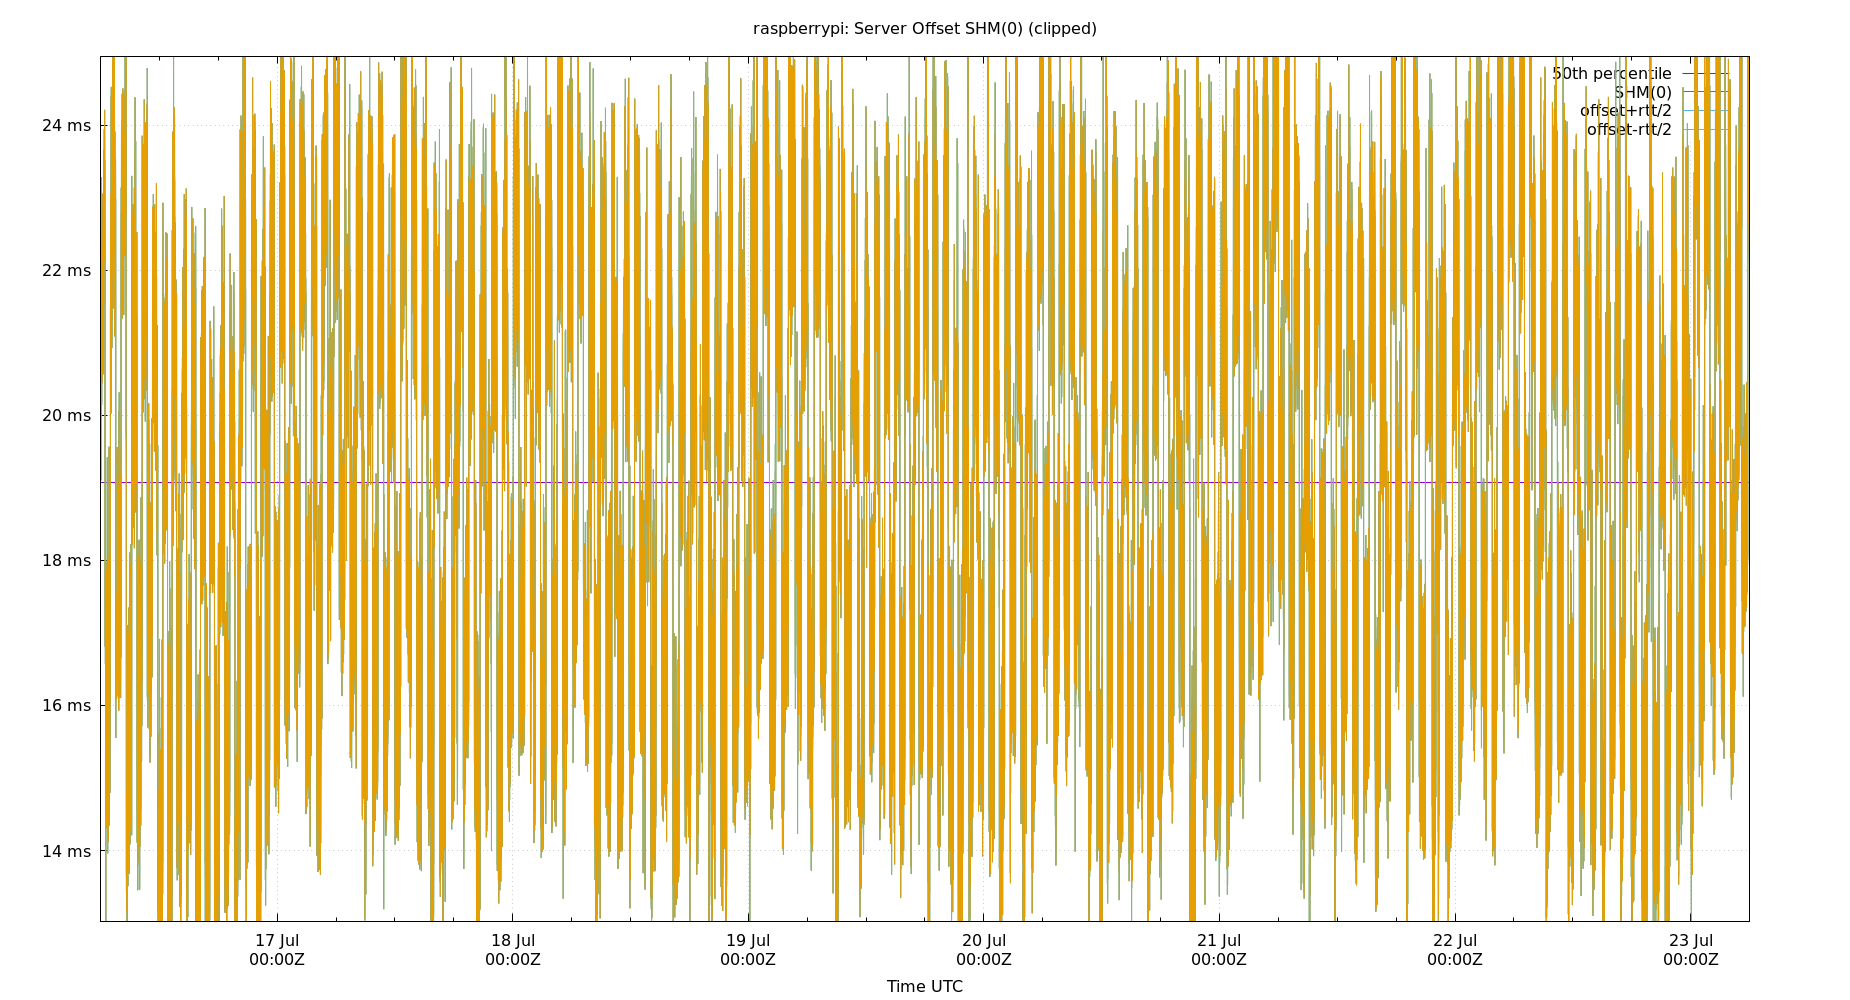 raspberrypi: Server Offset SHM(0) (clipped)
50th percentile
SHM(0)
offset+rtt/2
offset-rtt/2
24 ms
22 ms
20 ms
18 ms
16 ms
14 ms
17 Jul
00:00Z
18 Jul
00:00Z
19 Jul
00:00Z
20 Jul
00:00Z
21 Jul
00:00Z
22 Jul
00:00Z
23 Jul
00:00Z
Time UTC